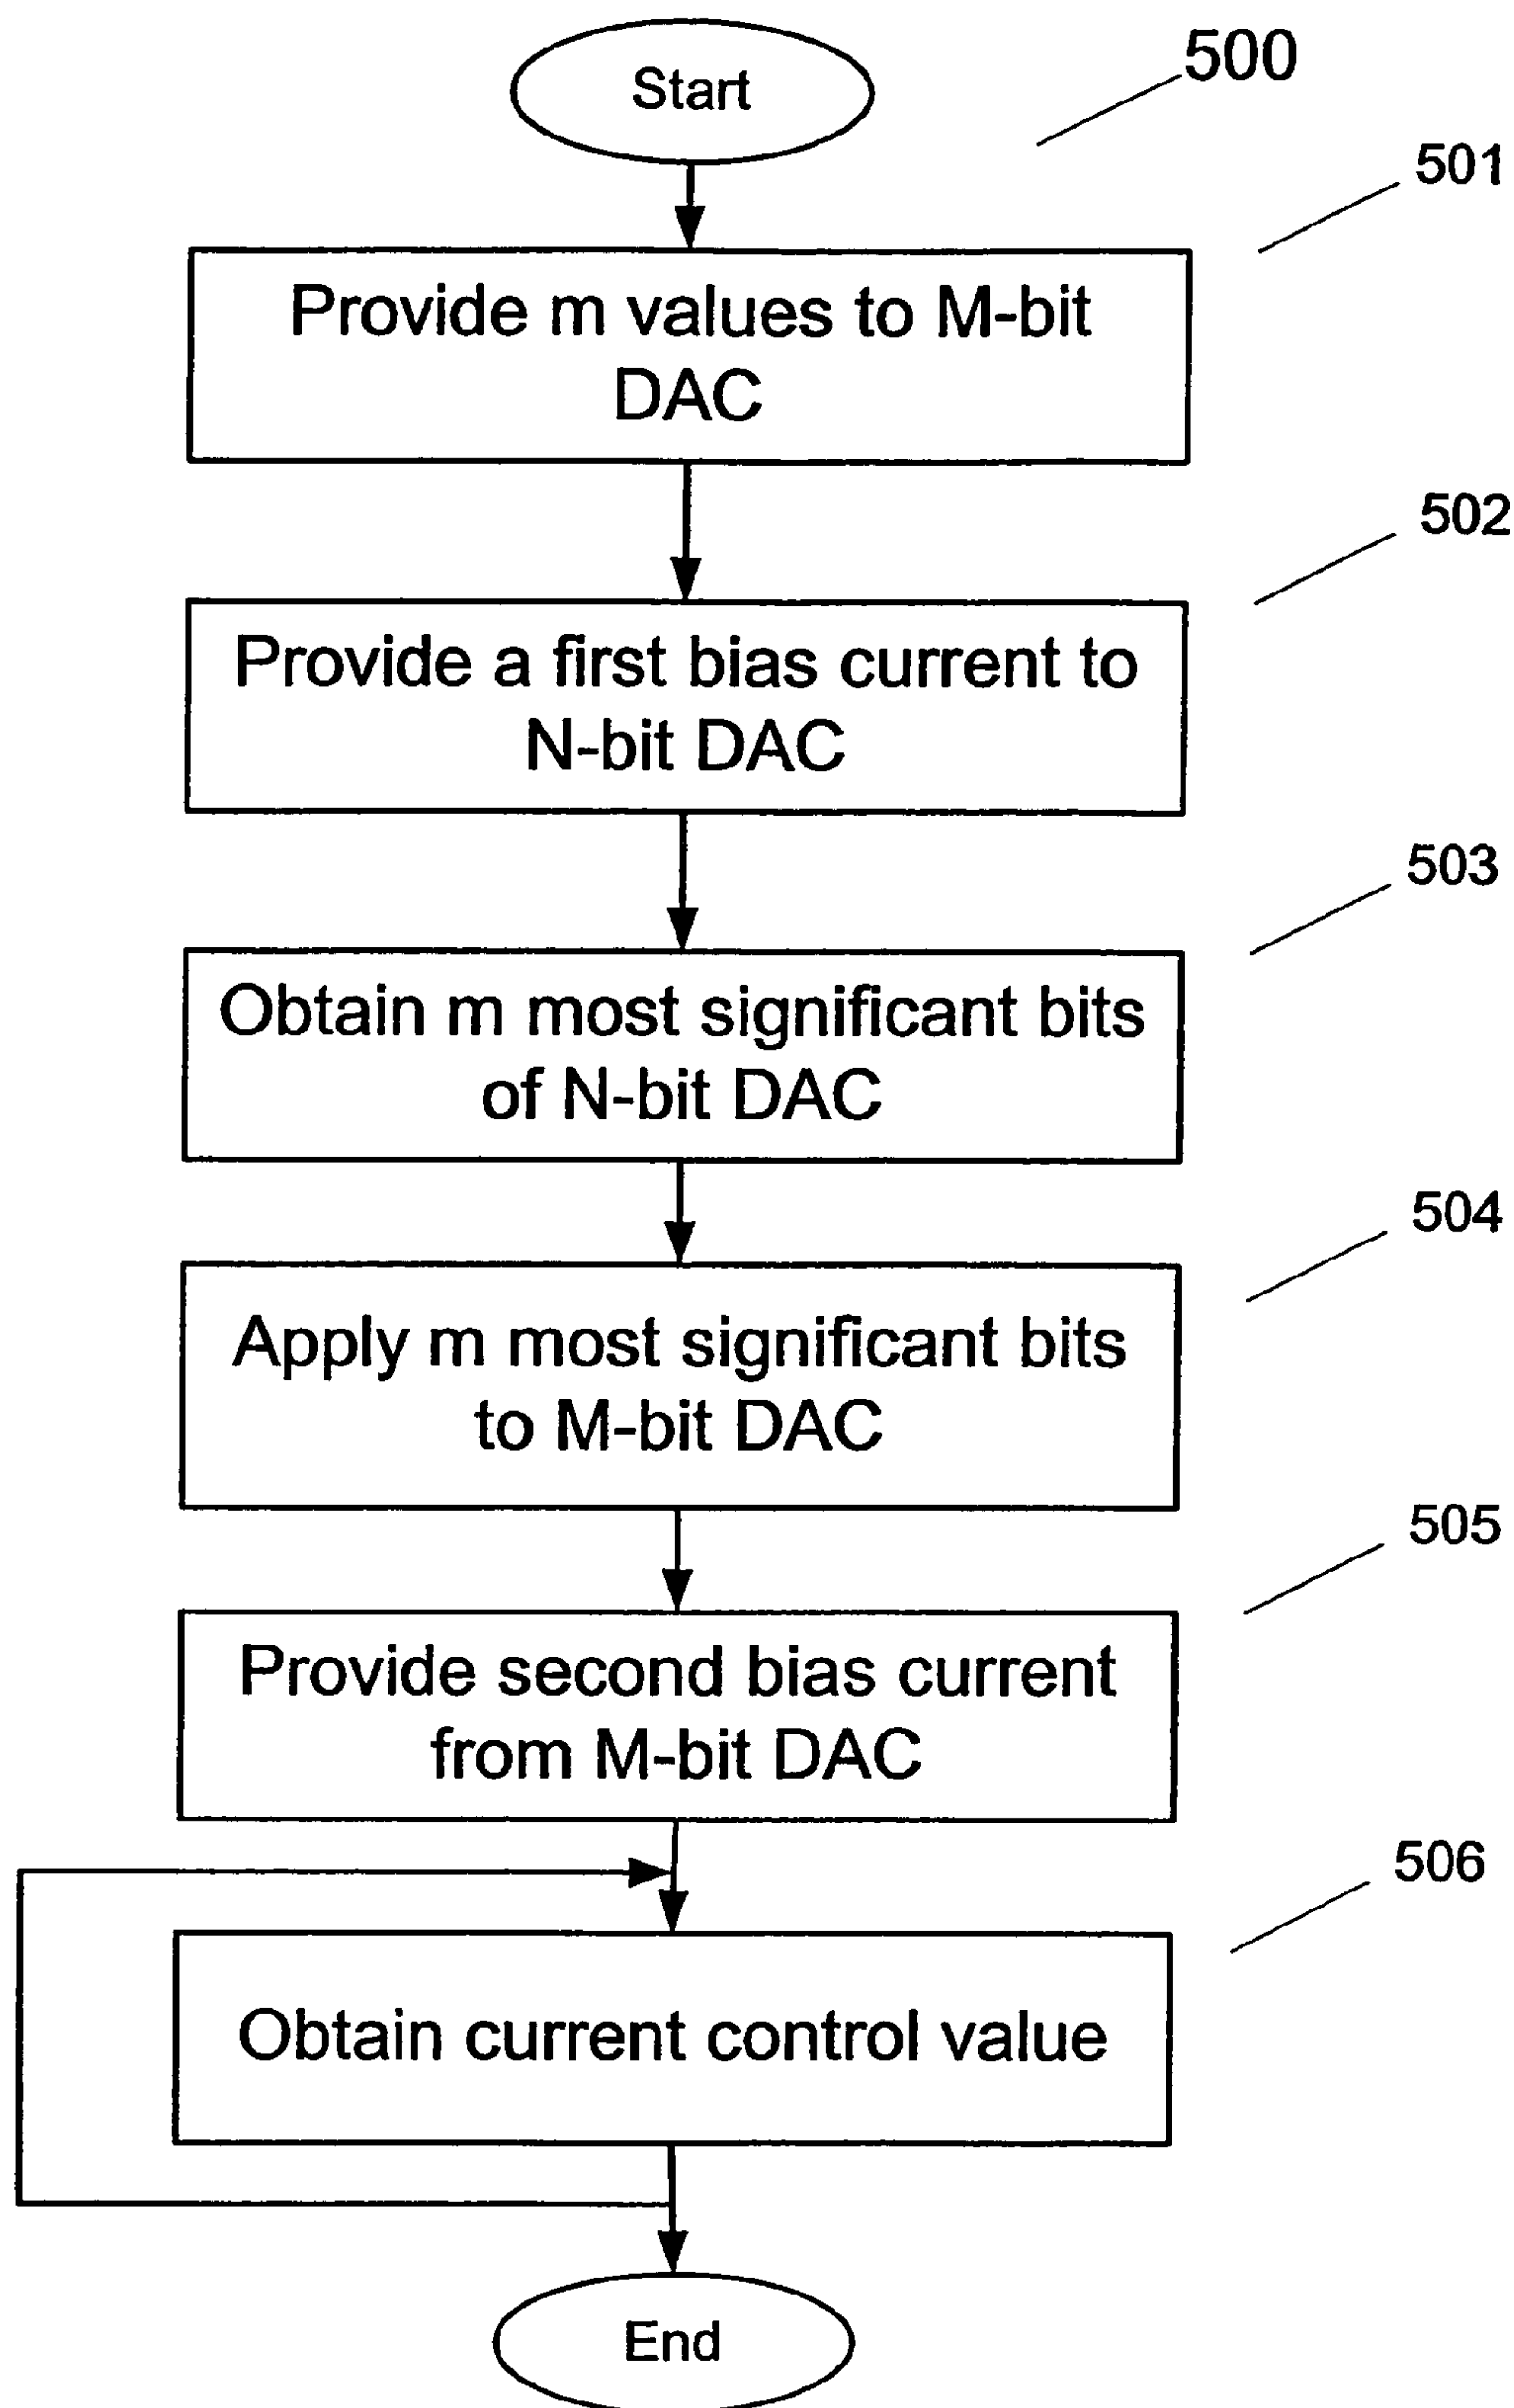 Start
500
501
Provide m values to M-bit
DAC
502
Provide a first bias current to
N-bit DAC
503
Obtain m most significant bits
of N-bit DAC
504
Apply m most significant bits
to M-bit DAC
505
Provide second bias current
from M-bit DAC
506
Obtain current control value
End